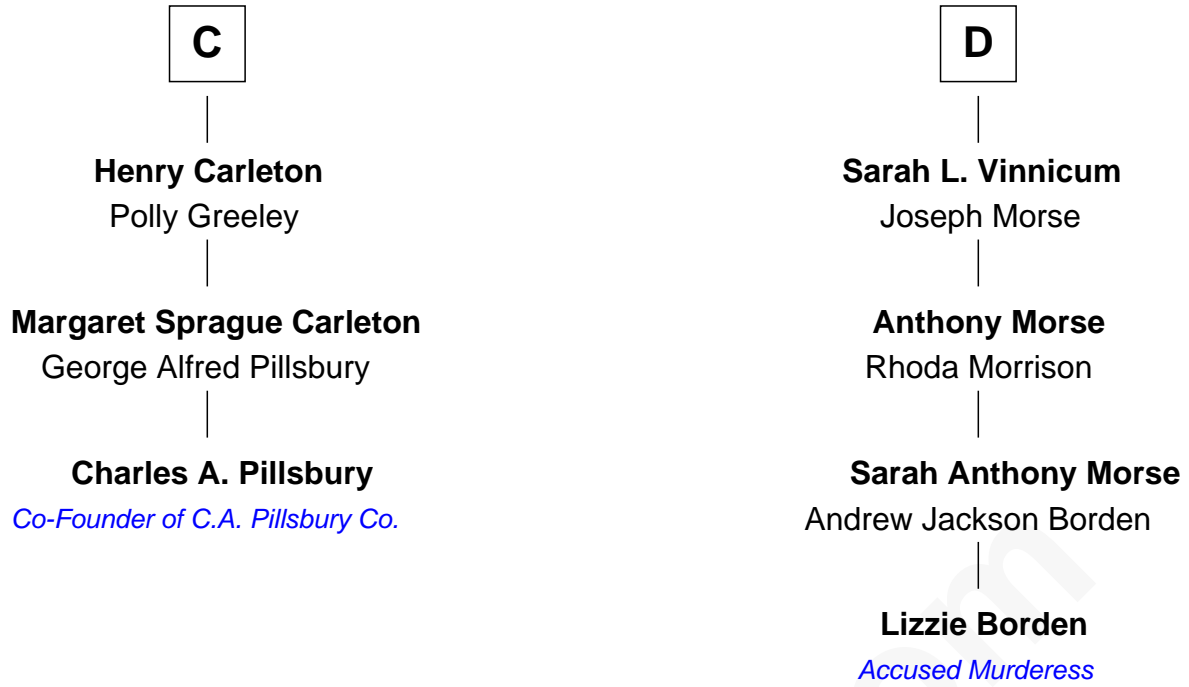 C
Henry Carleton
Polly Greeley
Margaret Sprague Carleton
George Alfred Pillsbury
Charles A. Pillsbury
Co-Founder of C.A. Pillsbury Co.
D
Sarah L. Vinnicum
Joseph Morse
Anthony Morse
Rhoda Morrison
Sarah Anthony Morse
Andrew Jackson Borden
Lizzie Borden
Accused Murderess